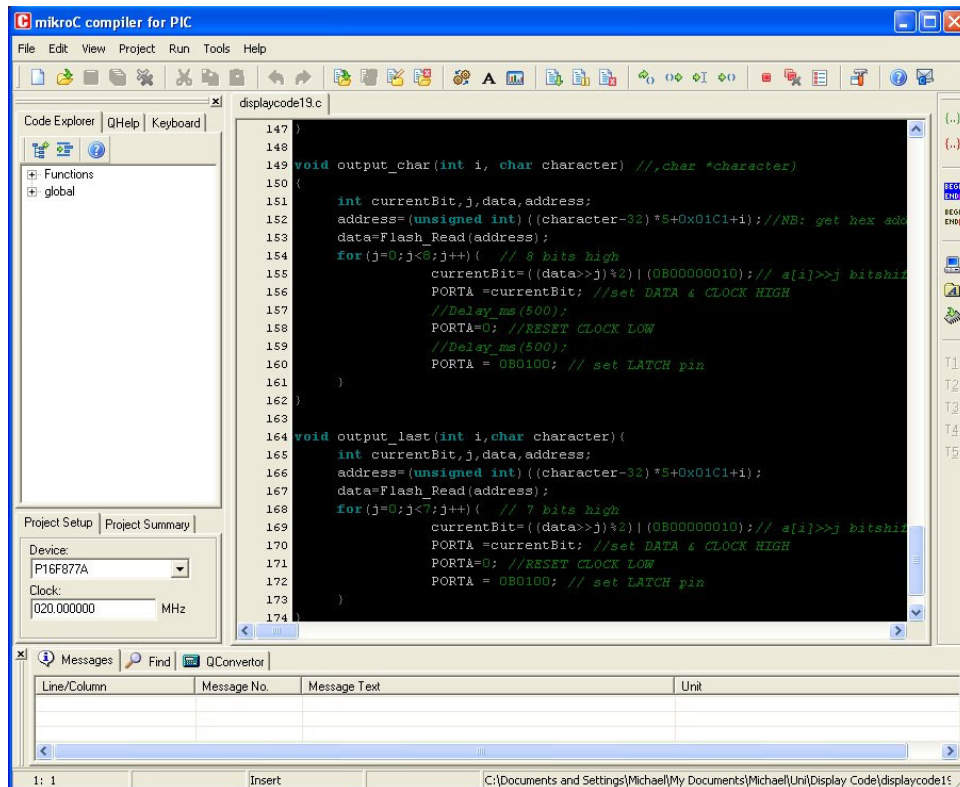 mikroC compiler for PIC
File Edit View Project Run Tools Help
displaycode19.c
Code Explorer QHelp Keyboard
Functions
global
147 }
148
149 void output_char(int i, char character) //,char *character)
150 {
151 int currentBit,j,data,address;
152 address=(unsigned int)((character-32)*5+0x01C1+i);//NB: get hex add
153 data=Flash_Read(address);
154 for(j=0;j<8;j++){ // 8 bits high
155 currentBit=((data>>j)%2)|(0B00000010);// a[i]>>j bitshif
156 PORTA =currentBit; //set DATA & CLOCK HIGH
157 //Delay_ms(500);
158 PORTA=0; //RESET CLOCK LOW
159 //Delay_ms(500);
160 PORTA = 0B0100; // set LATCH pin
161 }
162 }
163
164 void output_last(int i,char character){
165 int currentBit,j,data,address;
166 address=(unsigned int)((character-32)*5+0x01C1+i);
167 data=Flash_Read(address);
168 for(j=0;j<7;j++){ // 7 bits high
169 currentBit=((data>>j)%2)|(0B00000010);// a[i]>>j bitshif
170 PORTA =currentBit; //set DATA & CLOCK HIGH
171 PORTA=0; //RESET CLOCK LOW
172 PORTA = 0B0100; // set LATCH pin
173 }
174 }
BEGI
END
BEGI
END
T1
T2
T3
T4
T5
Project Setup Project Summary
Device:
P16F877A
Clock:
020.000000 MHz
Messages Find QConvertor
Line/Column Message No. Message Text Unit
1: 1 Insert C:\Documents and Settings\Michael\My Documents\Michael\Uni\Display Code\displaycode19